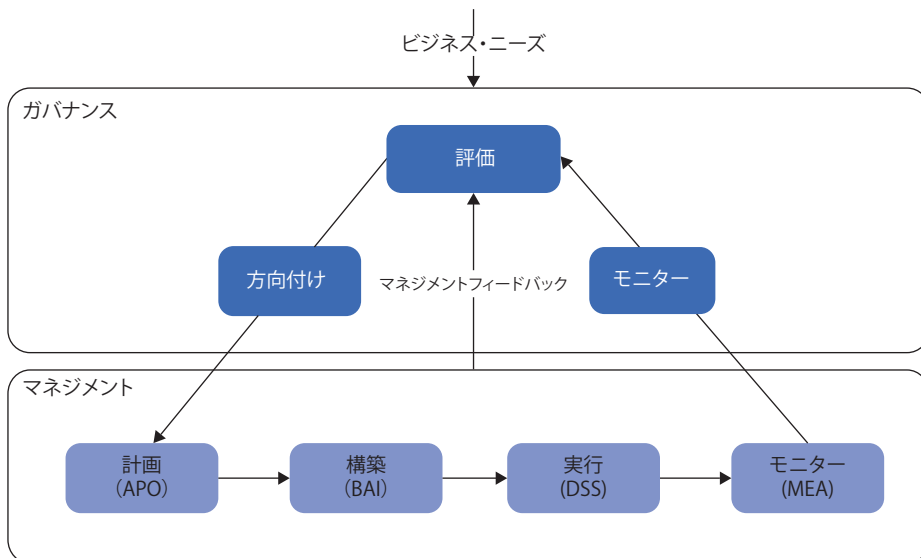 ビジネス・ニーズ
ガバナンス
評価
方向付け
マネジメントフィードバック
モニター
マネジメント
計画
(APO)
構築
(BAI)
実行
(DSS)
モニター
(MEA)